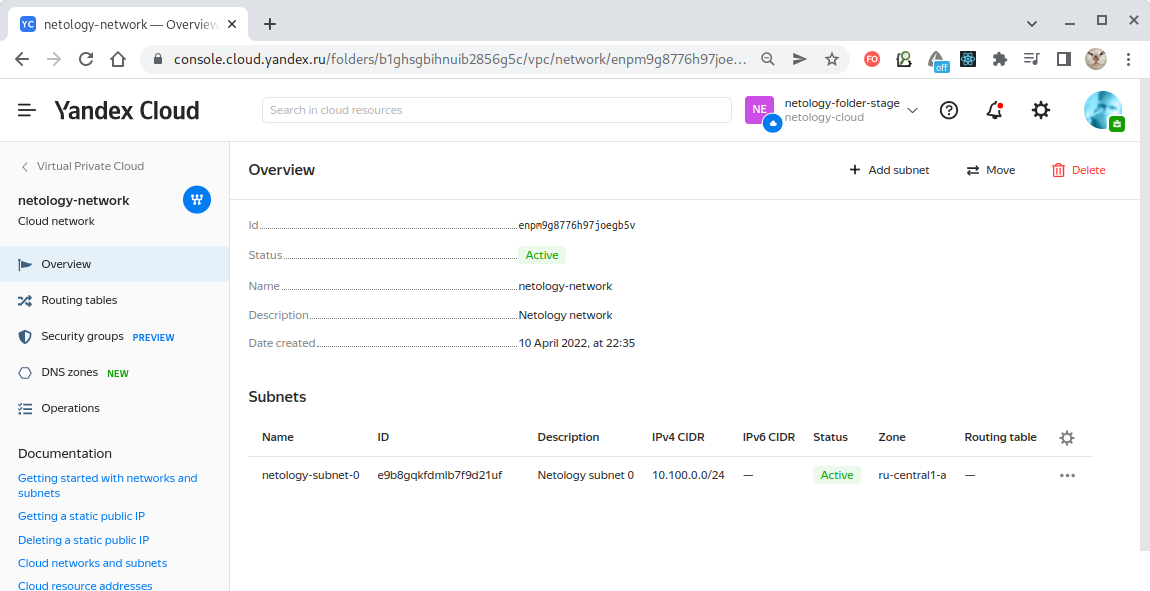 YC netology-network — Overview
console.cloud.yandex.ru/folders/b1ghsgbihnuib2856g5c/vpc/network/enpm9g8776h97joe...
FO
off
Yandex Cloud
Search in cloud resources
NE
netology-folder-stage
netology-cloud
Virtual Private Cloud
netology-network
Cloud network
Overview
Routing tables
Security groups PREVIEW
DNS zones NEW
Operations
Documentation
Getting started with networks and
subnets
Getting a static public IP
Deleting a static public IP
Cloud networks and subnets
Cloud resource addresses
Overview
Add subnet Move Delete
Id enpm9g8776h97joegb5v
Status Active
Name netology-network
Description Netology network
Date created 10 April 2022, at 22:35
Subnets
Name ID Description IPv4 CIDR IPv6 CIDR Status Zone Routing table
netology-subnet-0 e9b8gqkfdmlb7f9d21uf Netology subnet 0 10.100.0.0/24 — Active ru-central1-a —